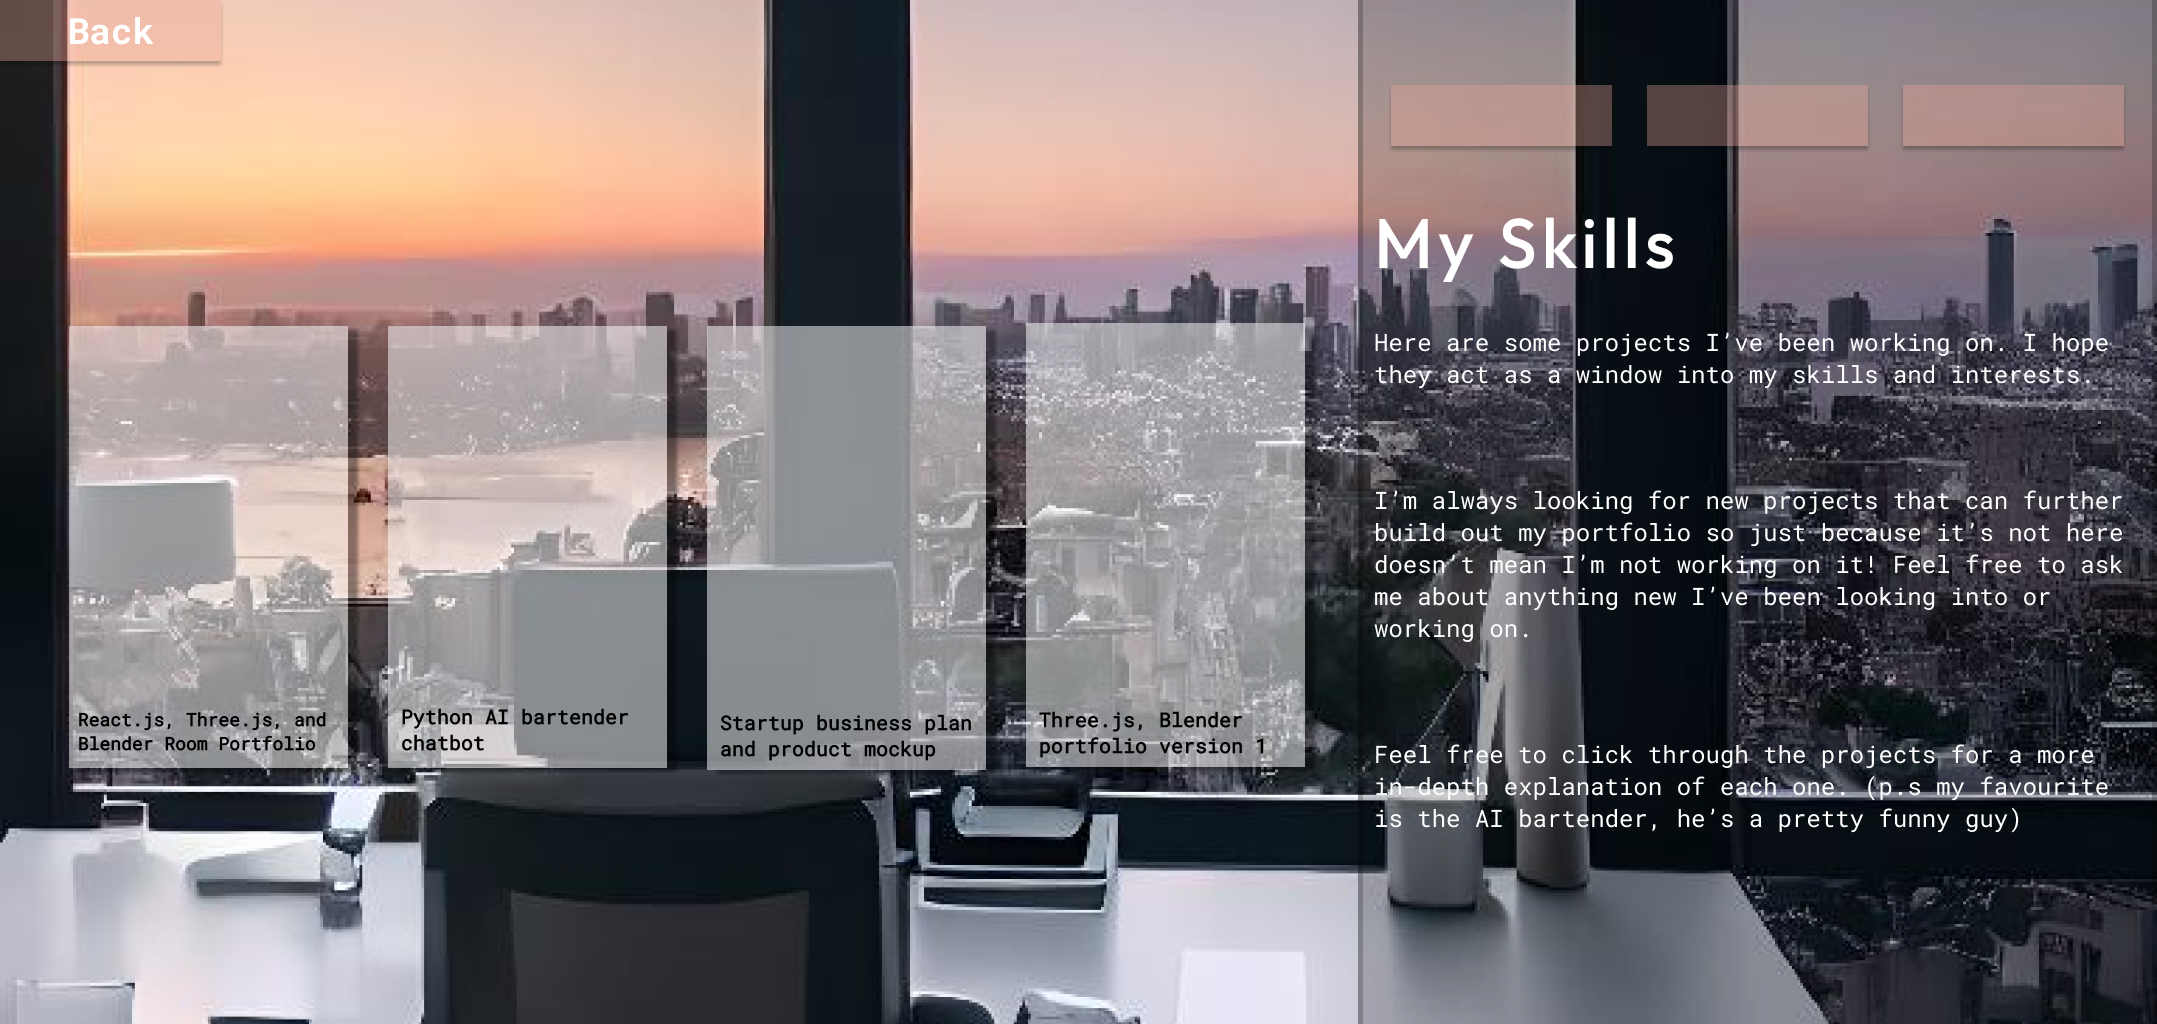 Back
My Skills
Here are some projects I’ve been working on. I hope
they act as a window into my skills and interests.
I’m always looking for new projects that can further
build out my portfolio so just because it’s not here
doesn’t mean I’m not working on it! Feel free to ask
me about anything new I’ve been looking into or
working on.
Feel free to click through the projects for a more
in-depth explanation of each one. (p.s my favourite
is the AI bartender, he’s a pretty funny guy)
React.js, Three.js, and
Blender Room Portfolio
Python AI bartender
chatbot
Startup business plan
and product mockup
Three.js, Blender
portfolio version 1